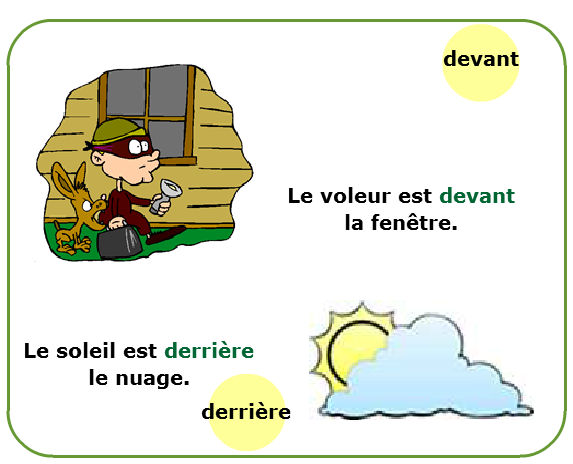 devant
Le voleur est devant
la fenêtre.
Le soleil est derrière
le nuage.
derrière